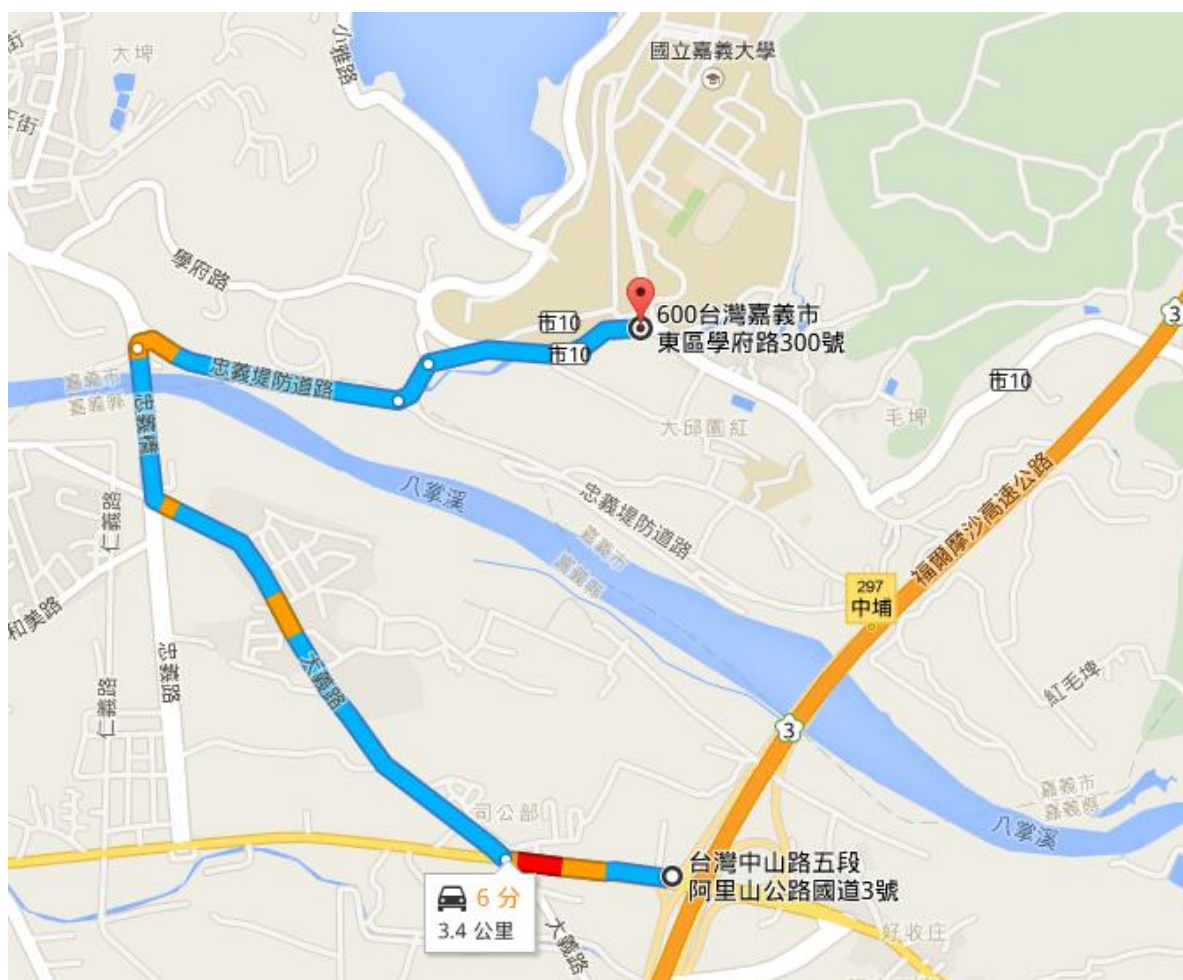 大埤
小雅路
國立嘉義大學
學府路
市10
600台灣嘉義市
東區學府路300號
3
市10
忠義堤防道路
嘉義市
嘉義縣
市10
忠義橋
大邱園紅
毛埤
八掌溪
忠義堤防道路
福爾摩沙高速公路
仁義路
嘉義市
嘉義縣
297
中埔
和美路
忠義路
大義路
仁義路
紅毛埤
3
嘉義市
嘉義縣
司公部
八掌溪
台灣中山路五段
阿里山公路國道3號
6 分
3.4 公里
大義路
好收庄